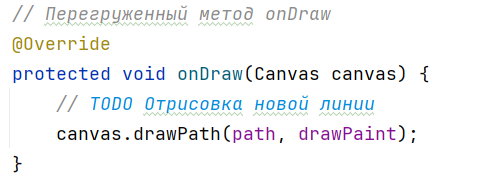 // Перегруженный метод onDraw
@Override
protected void onDraw(Canvas canvas) {
// TODO Отрисовка новой линии
canvas.drawPath(path, drawPaint);
}